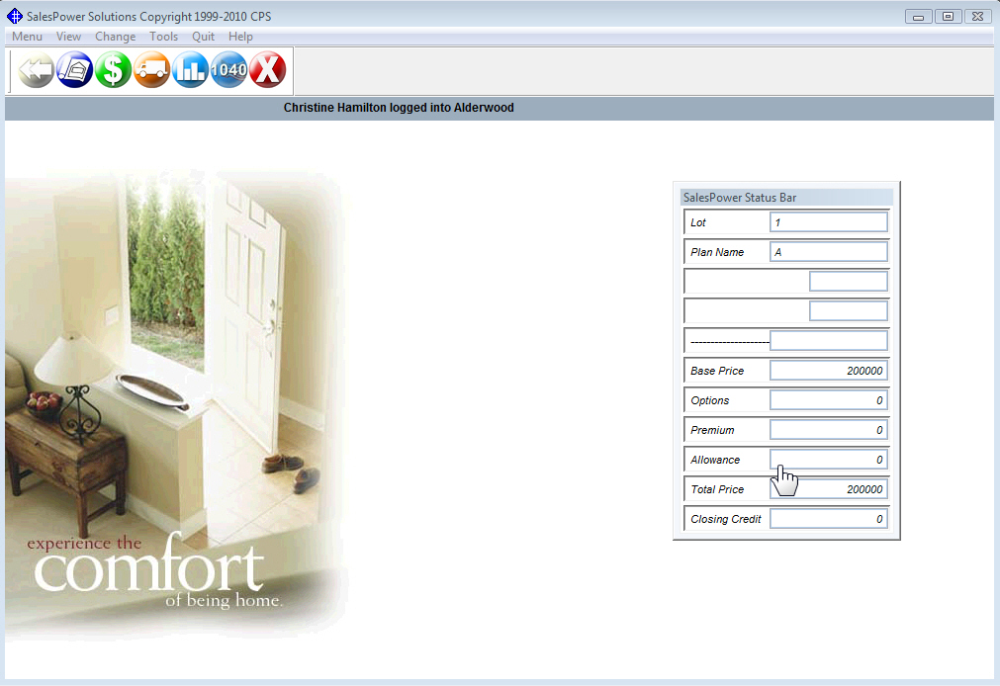 SalesPower Solutions Copyright 1999-2010 CPS
Menu View Change Tools Quit Help
$ 1040 X
Christine Hamilton logged into Alderwood
SalesPower Status Bar
Lot 1
Plan Name A
--------------------
Base Price 200000
Options 0
Premium 0
Allowance 0
Total Price 200000
Closing Credit 0
experience the
comfort
of being home.